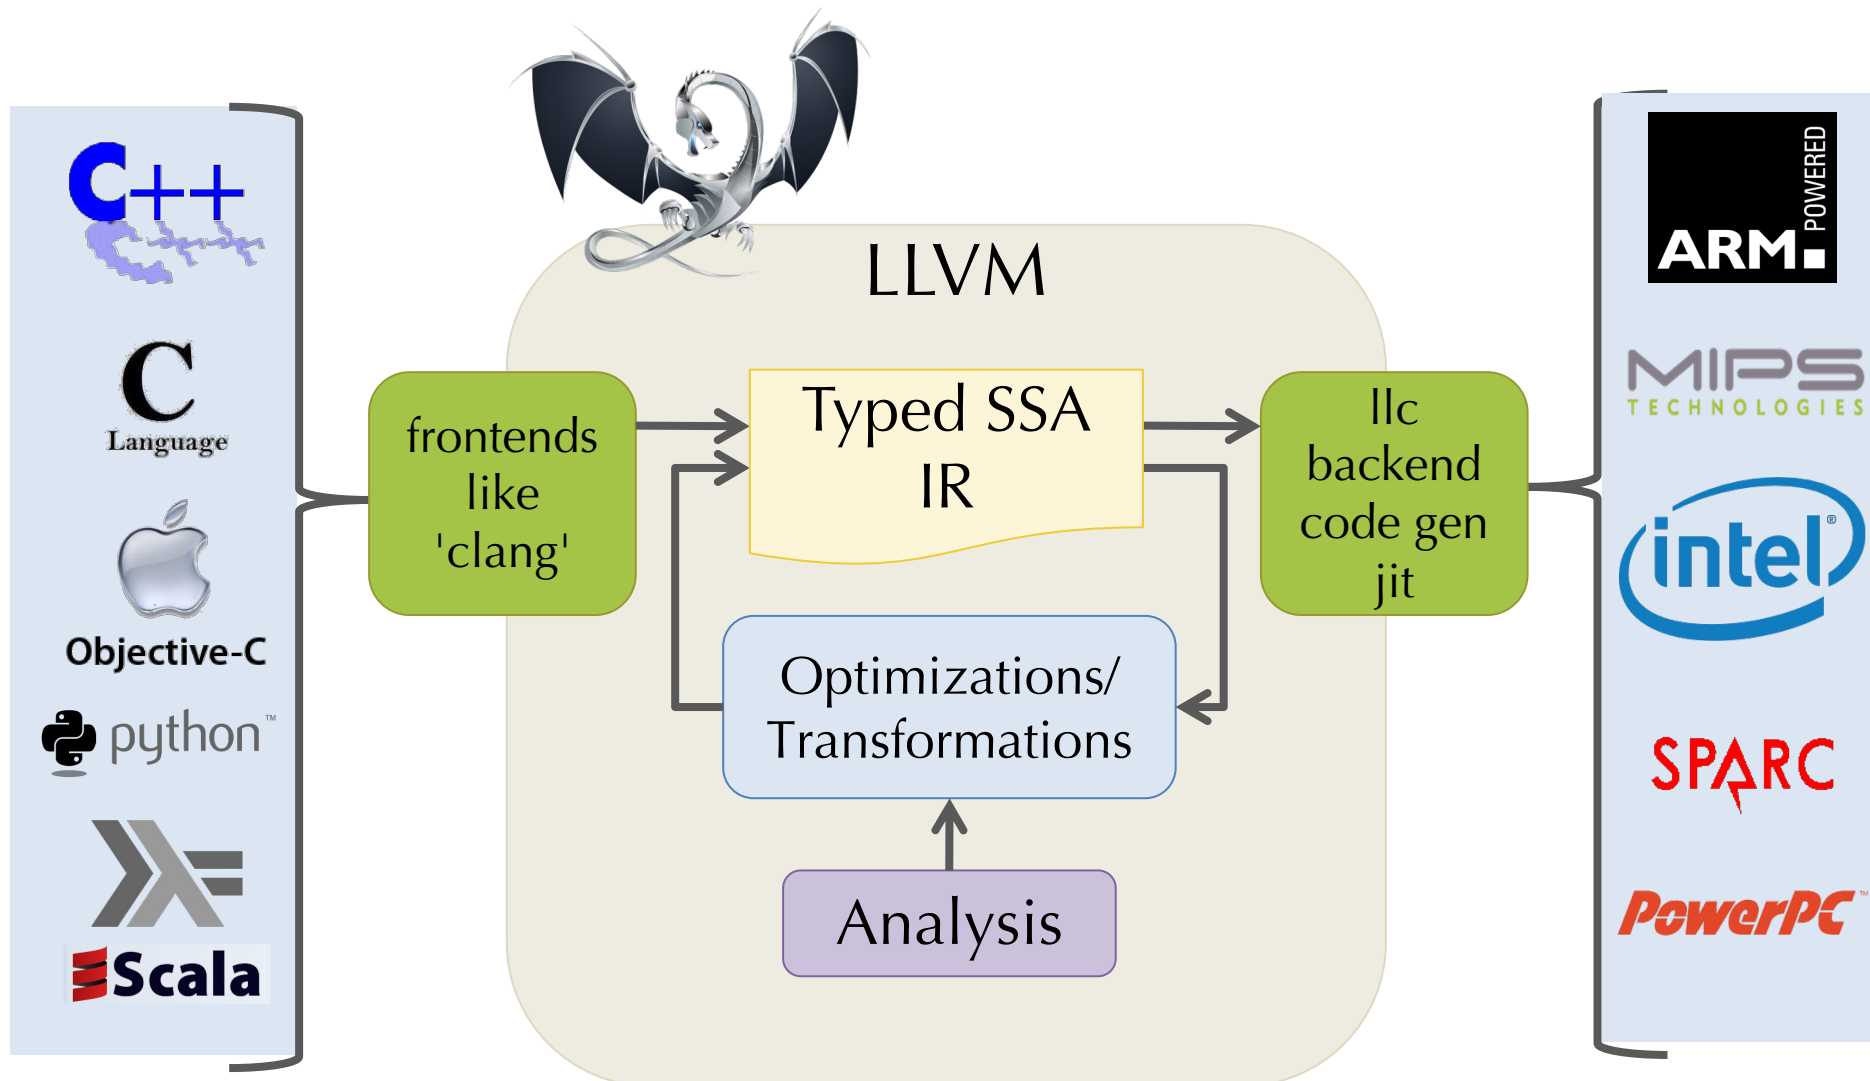 C++
C
Language
Objective-C
python™
Scala
LLVM
frontends
like
'clang'
Typed SSA
IR
Optimizations/
Transformations
Analysis
llc
backend
code gen
jit
ARM
POWERED
MIPS
TECHNOLOGIES
intel®
SPARC
PowerPC™